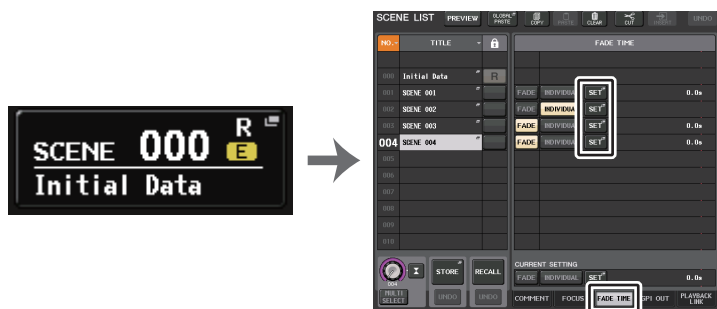 SCENE 000 R E
Initial Data
SCENE LIST PREVIEW GLOBAL PASTE COPY PASTE CLEAR CUT INSERT UNDO
NO. TITLE FADE TIME
000 Initial Data R
001 SCENE 001 FADE INDIVIDUAL SET 0.0s
002 SCENE 002 FADE INDIVIDUAL SET
003 SCENE 003 FADE INDIVIDUAL SET 0.0s
004 SCENE 004 FADE INDIVIDUAL SET 0.0s
005
006
007
008
009
010
CURRENT SETTING
004 STORE RECALL FADE INDIVIDUAL SET 0.0s
MULTI SELECT UNDO UNDO COMMENT FOCUS FADE TIME GPI OUT PLAYBACK LINK